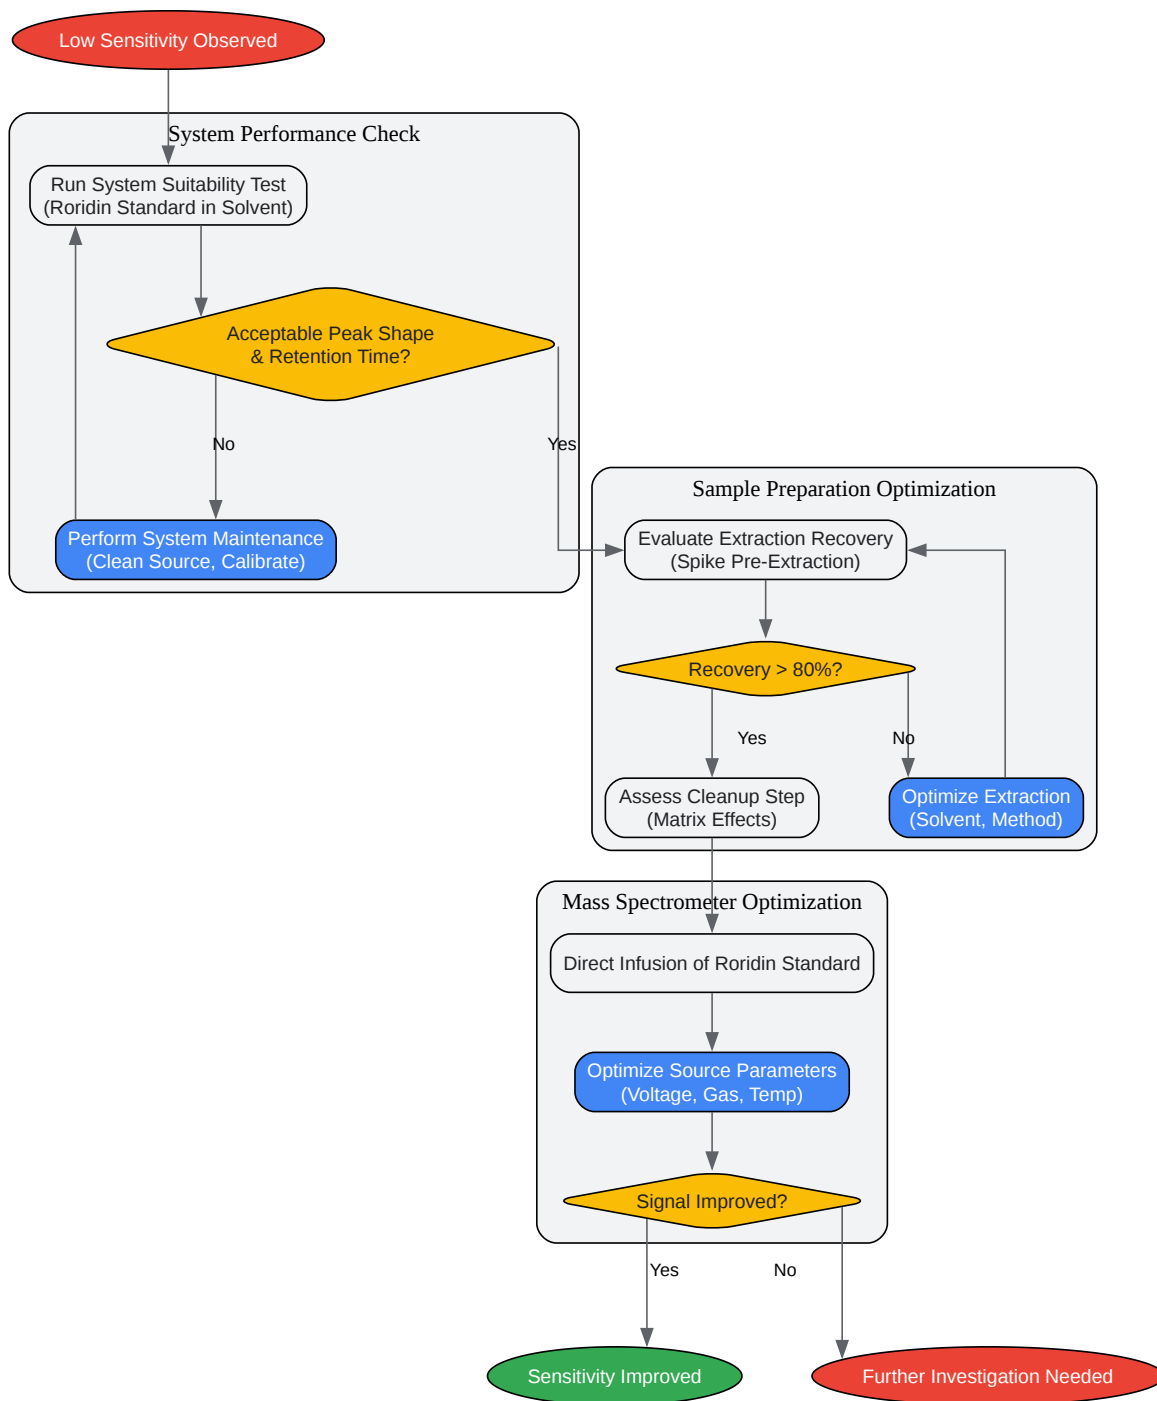 Low Sensitivity Observed
System Performance Check
Run System Suitability Test
(Roridin Standard in Solvent)
Acceptable Peak Shape
& Retention Time?
No
Yes
Perform System Maintenance
(Clean Source, Calibrate)
Sample Preparation Optimization
Evaluate Extraction Recovery
(Spike Pre-Extraction)
Recovery > 80%?
Yes
No
Assess Cleanup Step
(Matrix Effects)
Optimize Extraction
(Solvent, Method)
Mass Spectrometer Optimization
Direct Infusion of Roridin Standard
Optimize Source Parameters
(Voltage, Gas, Temp)
Signal Improved?
Yes
No
Sensitivity Improved
Further Investigation Needed